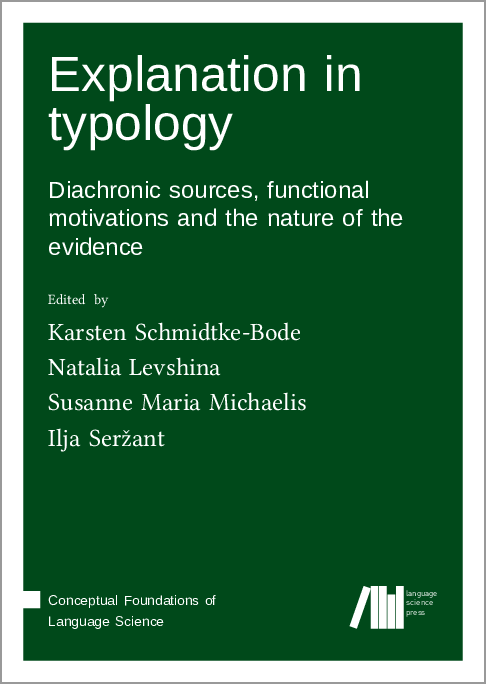 Explanation in
typology
Diachronic sources, functional
motivations and the nature of the
evidence
Edited by
Karsten Schmidtke-Bode
Natalia Levshina
Susanne Maria Michaelis
Ilja Seržant
Conceptual Foundations of
Language Science
language
science
press